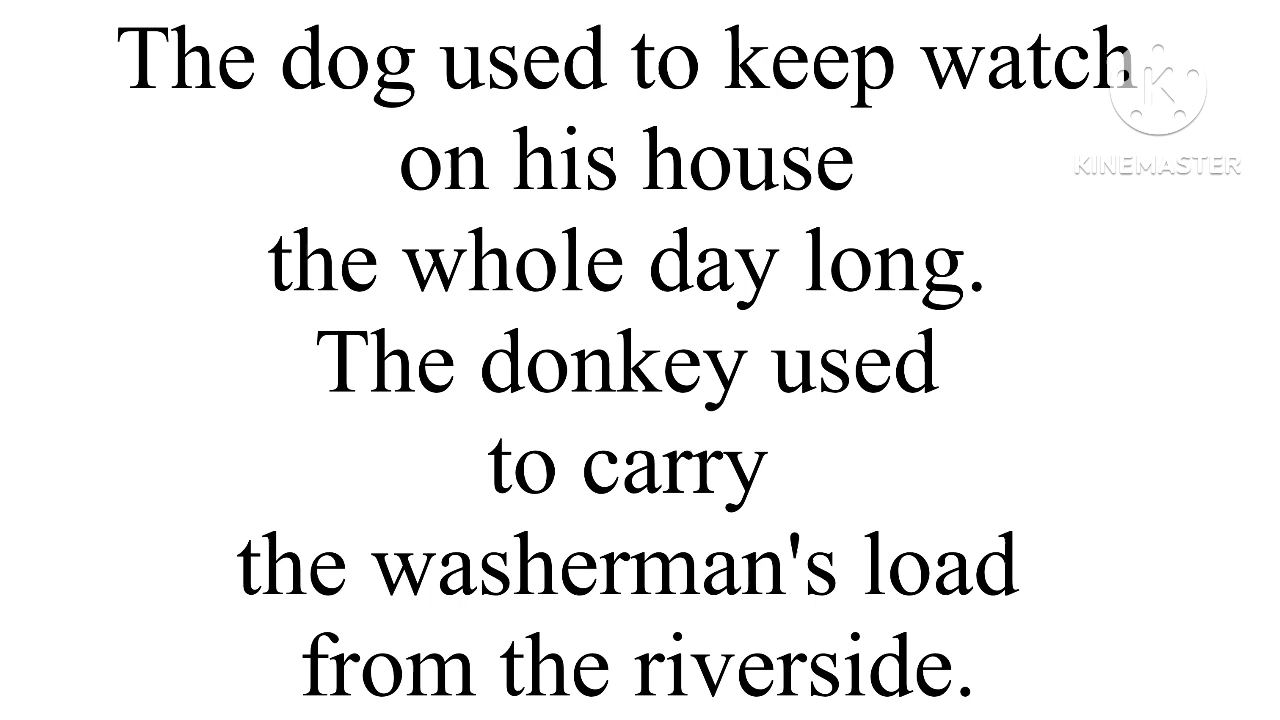 The dog used to keep watch
on his house
the whole day long.
The donkey used
to carry
the washerman's load
from the riverside.
K
KINEMASTER